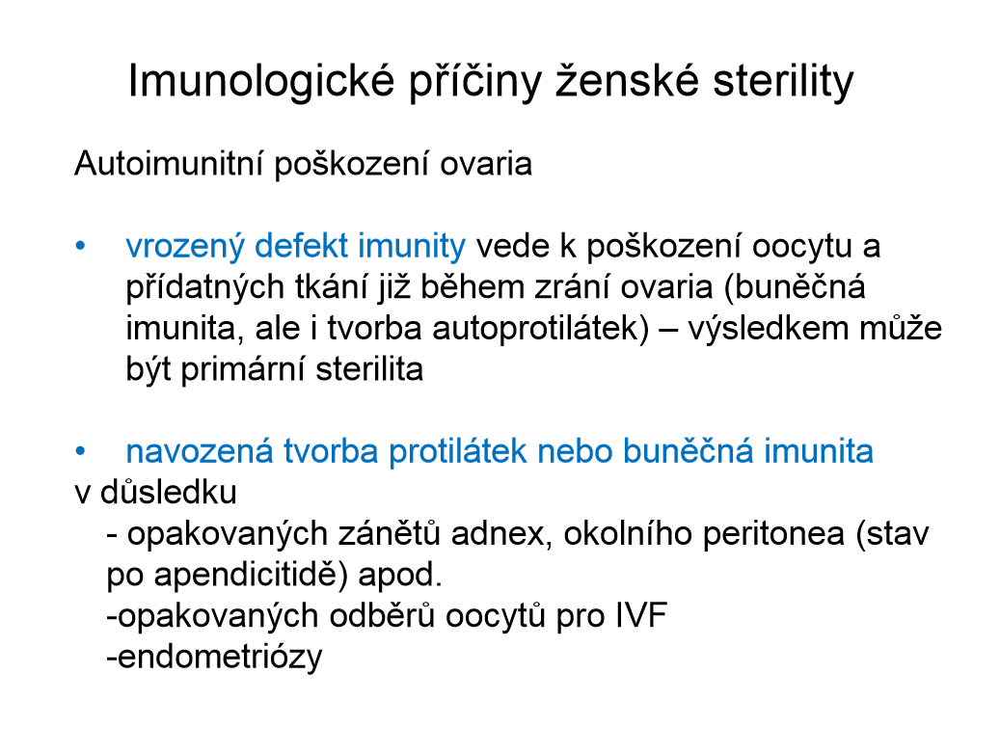 Imunologické příčiny ženské sterility
Autoimunitní poškození ovaria
• vrozený defekt imunity vede k poškození oocytu a
přídatných tkání již během zrání ovaria (buněčná
imunita, ale i tvorba autoprotilátek) – výsledkem může
být primární sterilita
• navozená tvorba protilátek nebo buněčná imunita
v důsledku
- opakovaných zánětů adnex, okolního peritonea (stav
po apendicitidě) apod.
-opakovaných odběrů oocytů pro IVF
-endometriózy